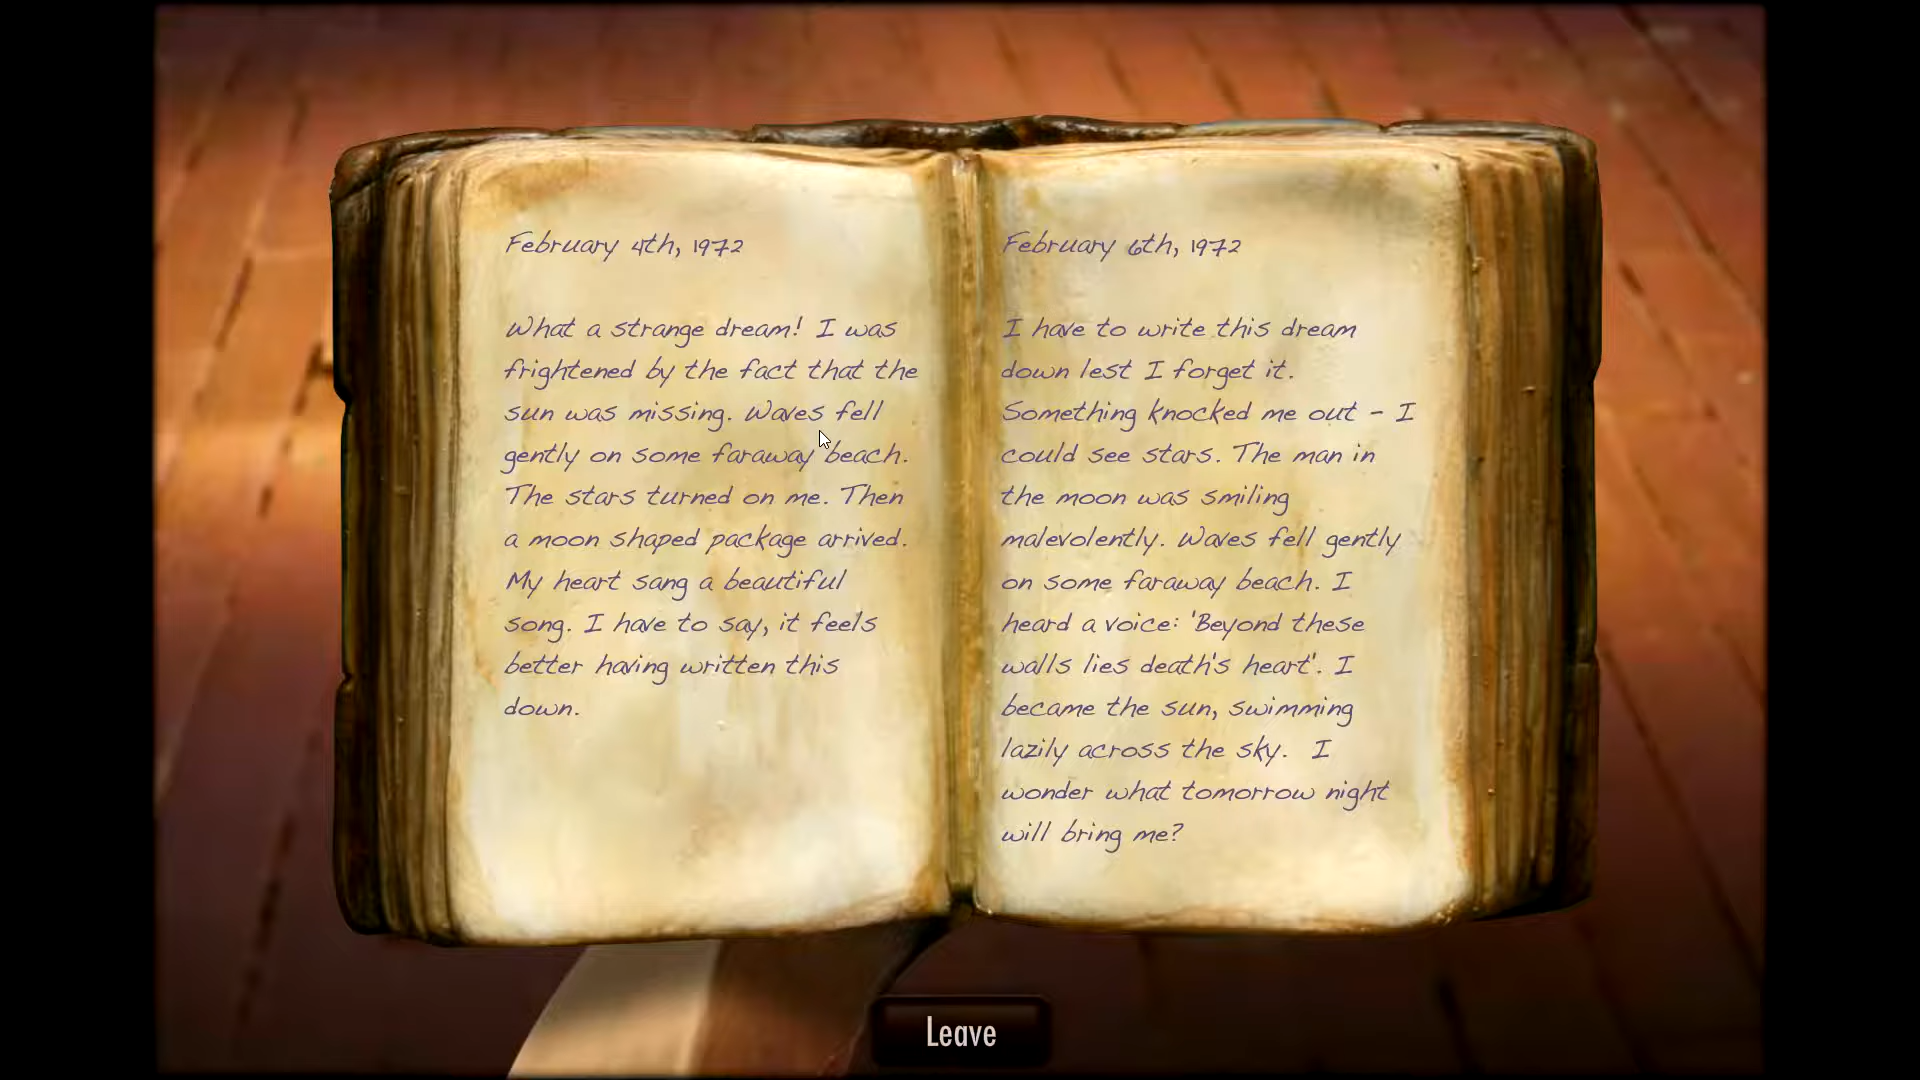 February 4th, 1972
What a strange dream! I was
frightened by the fact that the
sun was missing. Waves fell
gently on some faraway beach.
The stars turned on me. Then
a moon shaped package arrived.
My heart sang a beautiful
song. I have to say, it feels
better having written this
down.
February 6th, 1972
I have to write this dream
down lest I forget it.
Something knocked me out - I
could see stars. The man in
the moon was smiling
malevolently. Waves fell gently
on some faraway beach. I
heard a voice: 'Beyond these
walls lies death's heart'. I
became the sun, swimming
lazily across the sky. I
wonder what tomorrow night
will bring me?
Leave